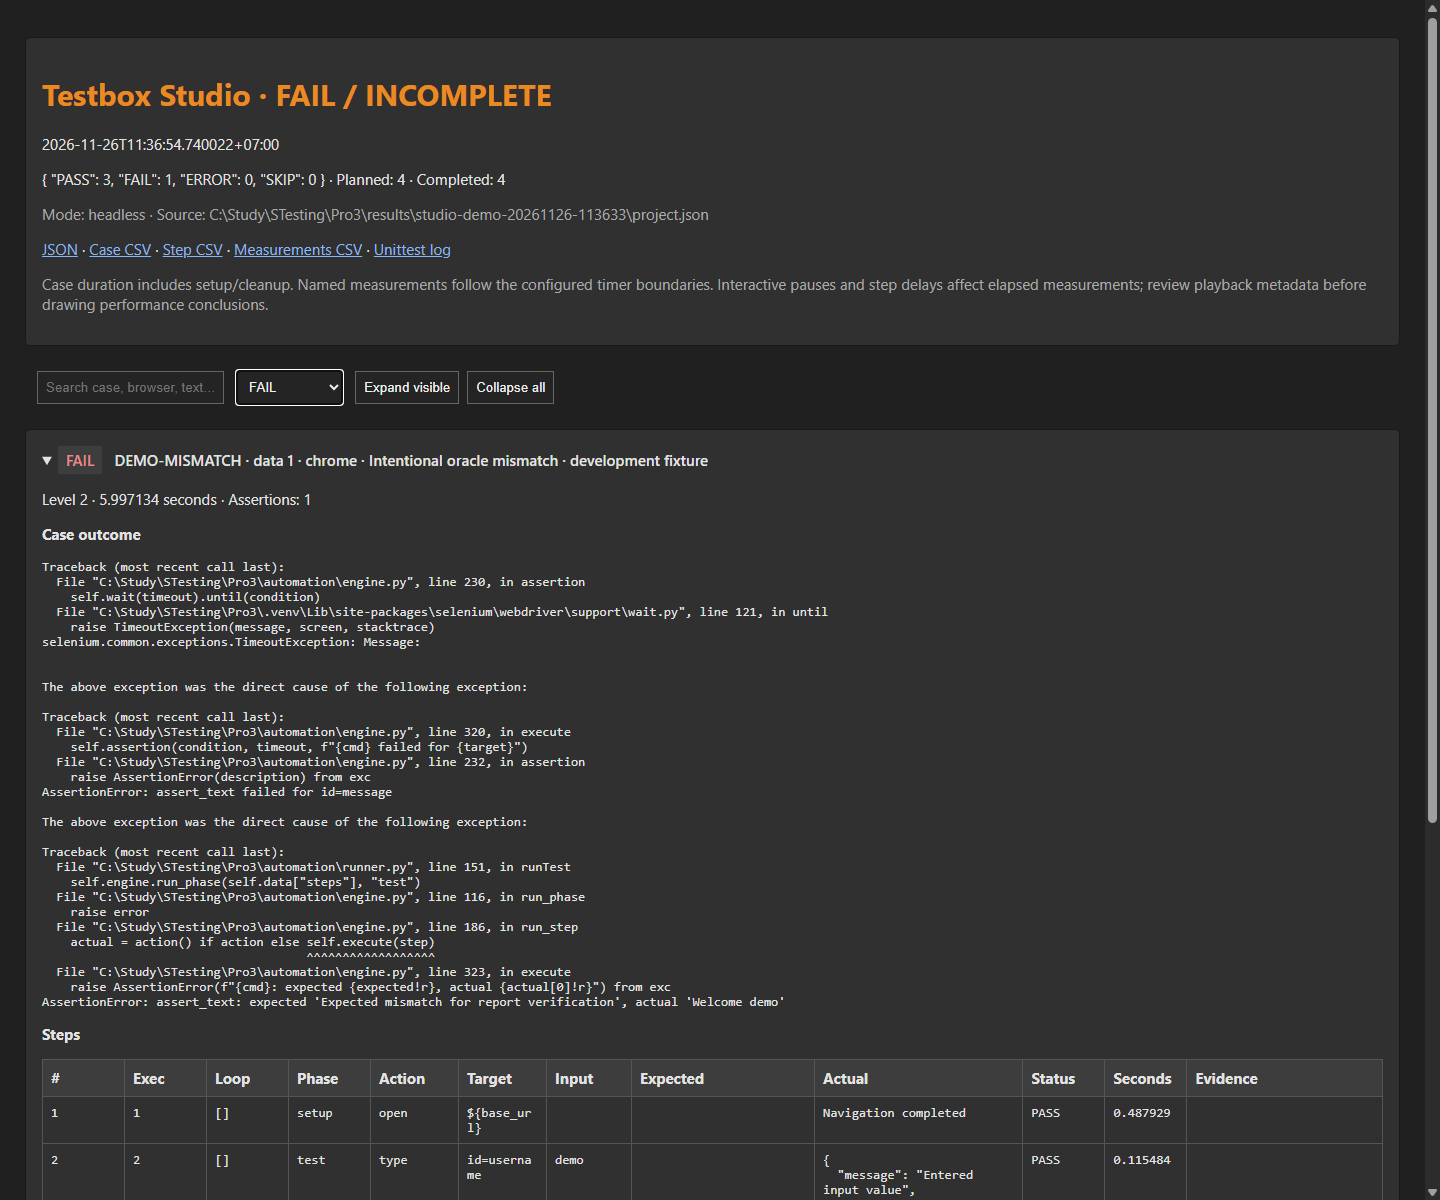 Testbox Studio · FAIL / INCOMPLETE
2026-11-26T11:36:54.740022+07:00
{ "PASS": 3, "FAIL": 1, "ERROR": 0, "SKIP": 0 } · Planned: 4 · Completed: 4
Mode: headless · Source: C:\Study\STesting\Pro3\results\studio-demo-20261126-113633\project.json
JSON · Case CSV · Step CSV · Measurements CSV · Unittest log
Case duration includes setup/cleanup. Named measurements follow the configured timer boundaries. Interactive pauses and step delays affect elapsed measurements; review playback metadata before
drawing performance conclusions.
Search case, browser, text... FAIL Expand visible Collapse all
▼ FAIL DEMO-MISMATCH · data 1 · chrome · Intentional oracle mismatch · development fixture
Level 2 · 5.997134 seconds · Assertions: 1
Case outcome
Traceback (most recent call last):
  File "C:\Study\STesting\Pro3\automation\engine.py", line 230, in assertion
    self.wait(timeout).until(condition)
  File "C:\Study\STesting\Pro3\.venv\Lib\site-packages\selenium\webdriver\support\wait.py", line 121, in until
    raise TimeoutException(message, screen, stacktrace)
selenium.common.exceptions.TimeoutException: Message:
The above exception was the direct cause of the following exception:
Traceback (most recent call last):
  File "C:\Study\STesting\Pro3\automation\engine.py", line 320, in execute
    self.assertion(condition, timeout, f"{cmd} failed for {target}")
  File "C:\Study\STesting\Pro3\automation\engine.py", line 232, in assertion
    raise AssertionError(description) from exc
AssertionError: assert_text failed for id=message
The above exception was the direct cause of the following exception:
Traceback (most recent call last):
  File "C:\Study\STesting\Pro3\automation\runner.py", line 151, in runTest
    self.engine.run_phase(self.data["steps"], "test")
  File "C:\Study\STesting\Pro3\automation\engine.py", line 116, in run_phase
    raise error
  File "C:\Study\STesting\Pro3\automation\engine.py", line 186, in run_step
    actual = action() if action else self.execute(step)
                                     ^^^^^^^^^^^^^^^^^^
  File "C:\Study\STesting\Pro3\automation\engine.py", line 323, in execute
    raise AssertionError(f"{cmd}: expected {expected!r}, actual {actual[0]!r}") from exc
AssertionError: assert_text: expected 'Expected mismatch for report verification', actual 'Welcome demo'
Steps
# Exec Loop Phase Action Target Input Expected Actual Status Seconds Evidence
1 1 [] setup open ${base_ur Navigation completed PASS 0.487929
l}
2 2 [] test type id=userna demo { PASS 0.115484
me "message": "Entered
input value",